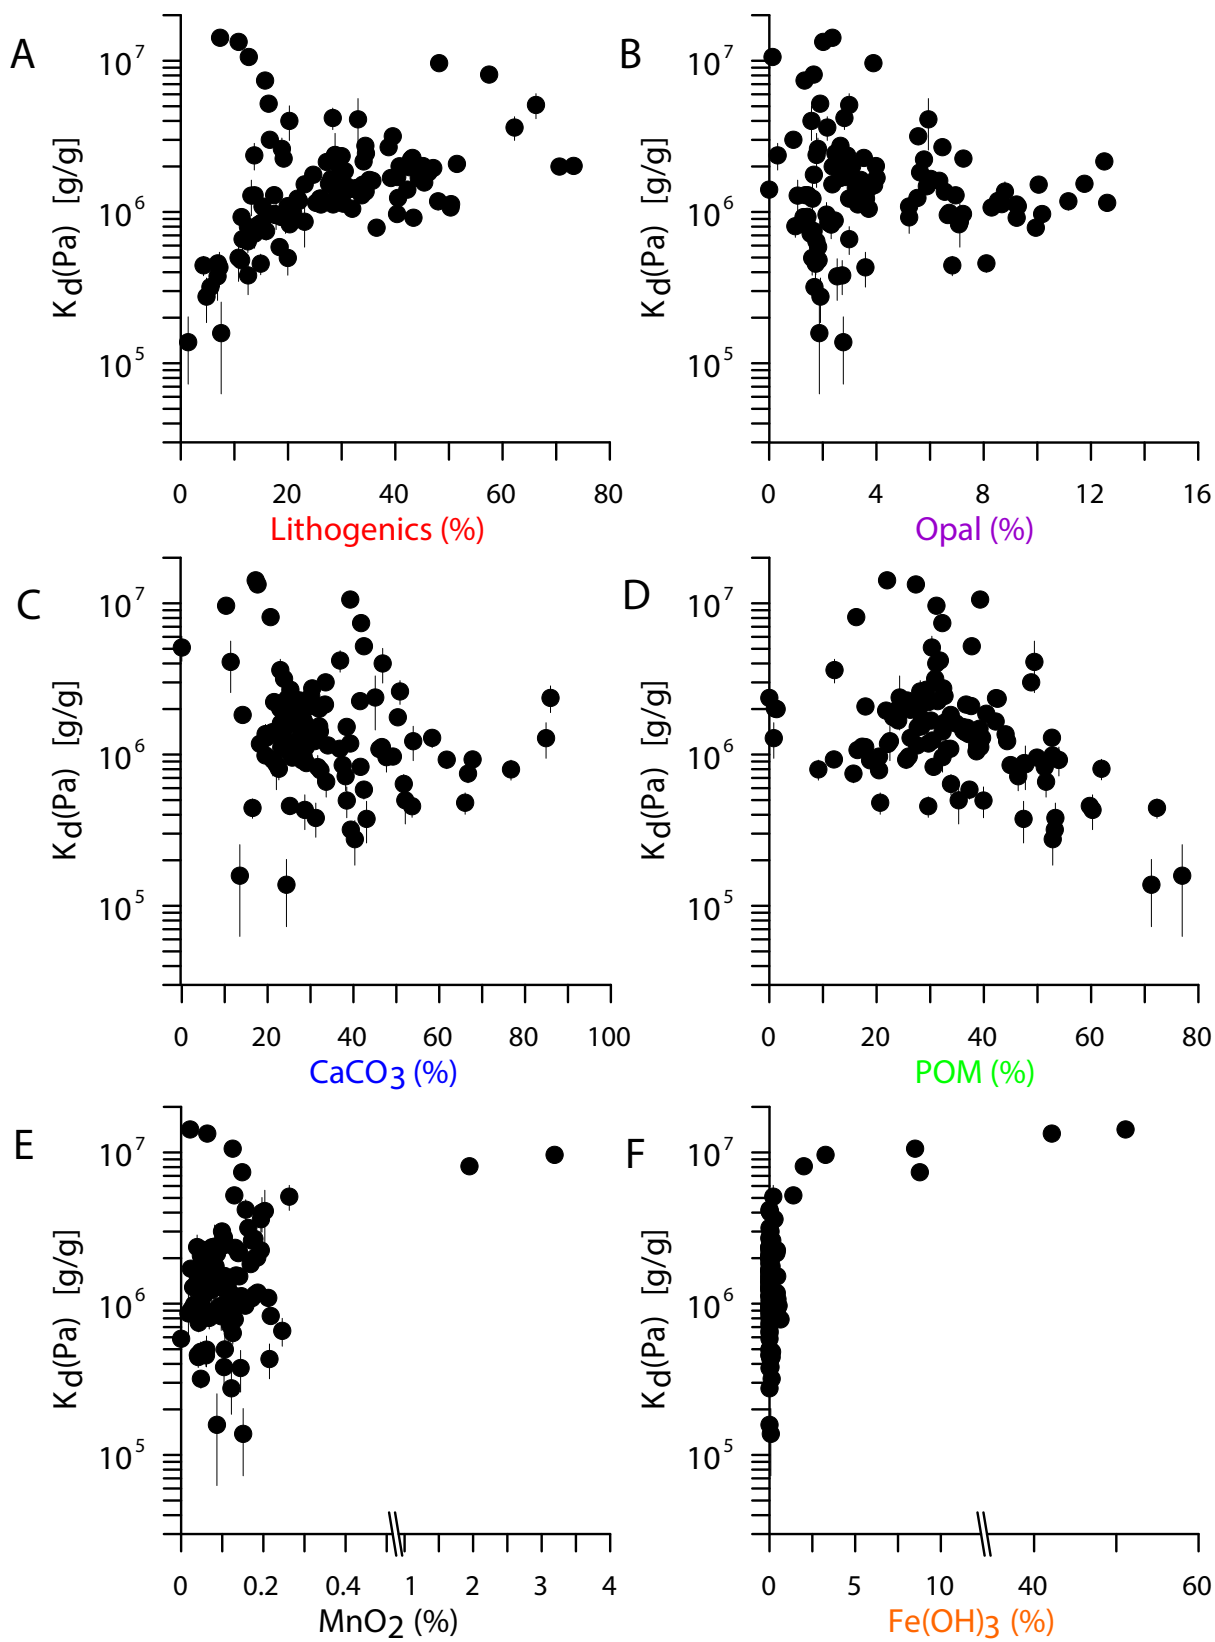 A
B
10⁷
10⁶
10⁵
Kd(Pa) [g/g]
0 20 40 60 80
Lithogenics (%)
10⁷
10⁶
10⁵
Kd(Pa) [g/g]
0 4 8 12 16
Opal (%)
C
D
10⁷
10⁶
10⁵
Kd(Pa) [g/g]
0 20 40 60 80 100
CaCO3 (%)
10⁷
10⁶
10⁵
Kd(Pa) [g/g]
0 20 40 60 80
POM (%)
E
F
10⁷
10⁶
10⁵
Kd(Pa) [g/g]
0 0.2 0.4 1 2 3 4
MnO2 (%)
10⁷
10⁶
10⁵
Kd(Pa) [g/g]
0 5 10 40 60
Fe(OH)3 (%)